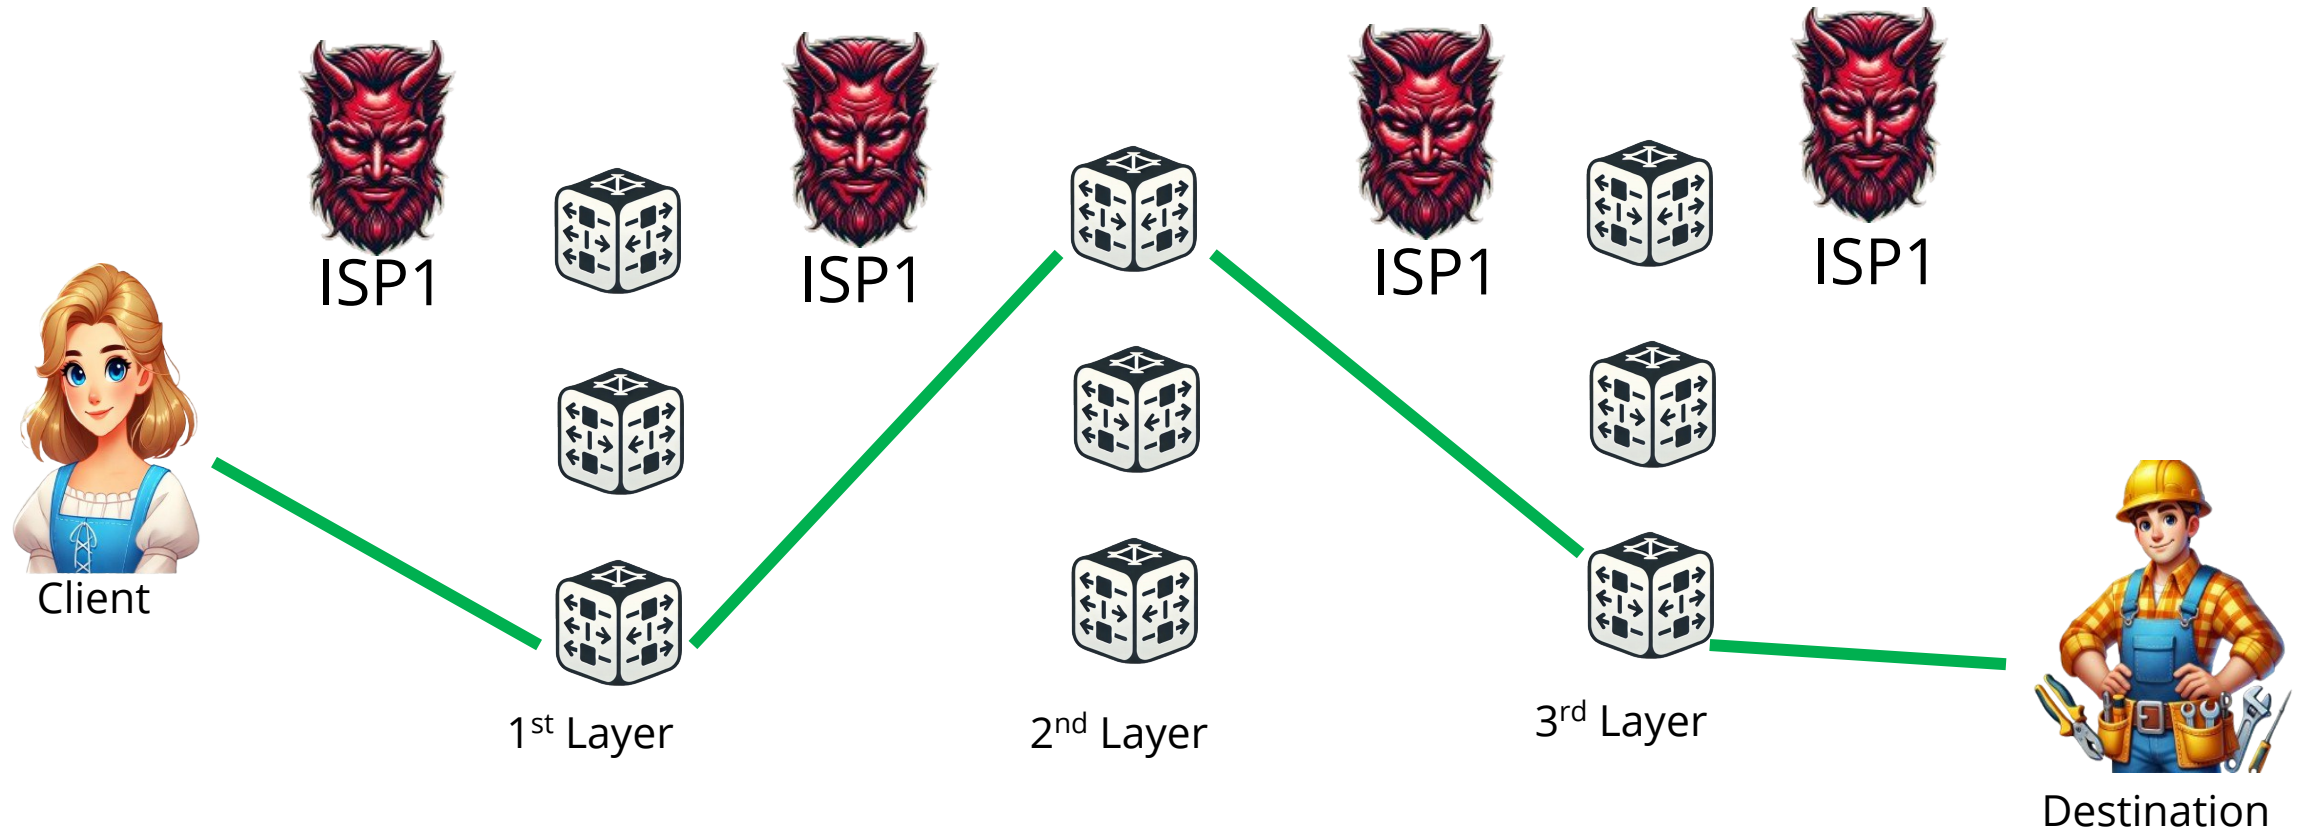 ISP1
ISP1
ISP1
ISP1
Client
1st Layer
2nd Layer
3rd Layer
Destination